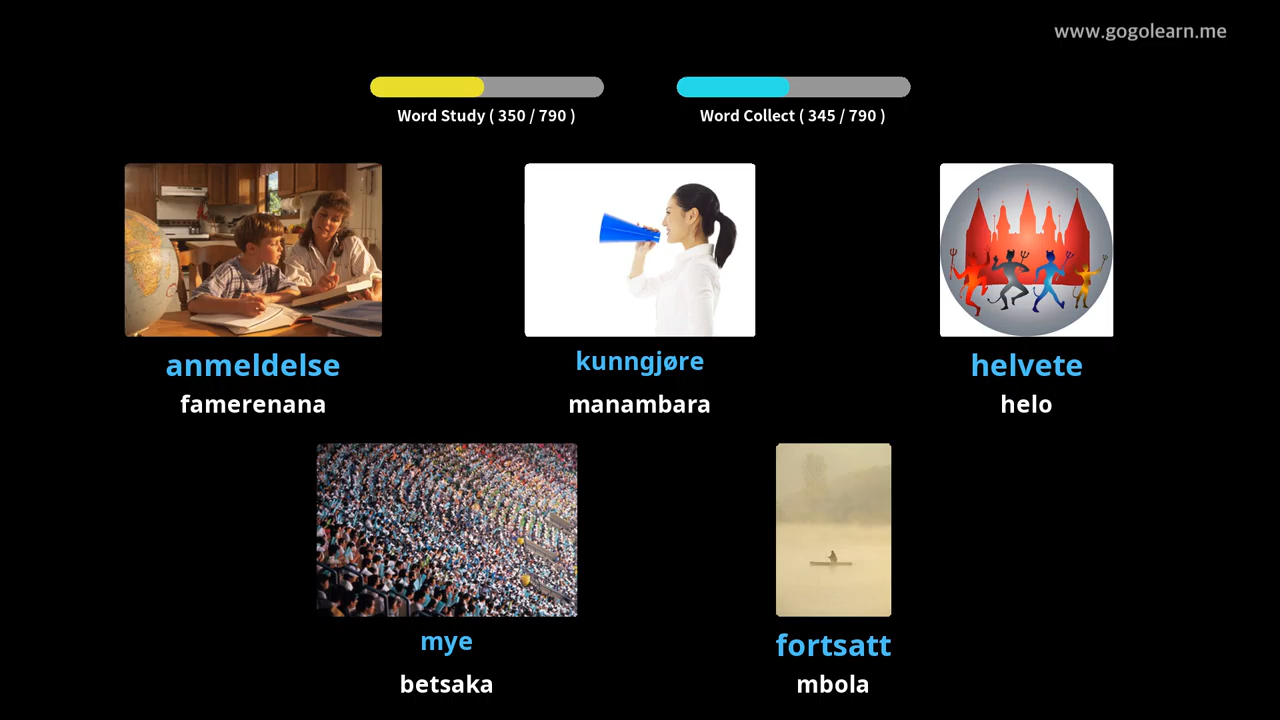 www.gogolearn.me
Word Study ( 350 / 790 )
Word Collect ( 345 / 790 )
anmeldelse
famerenana
kunngjøre
manambara
helvete
helo
mye
betsaka
fortsatt
mbola